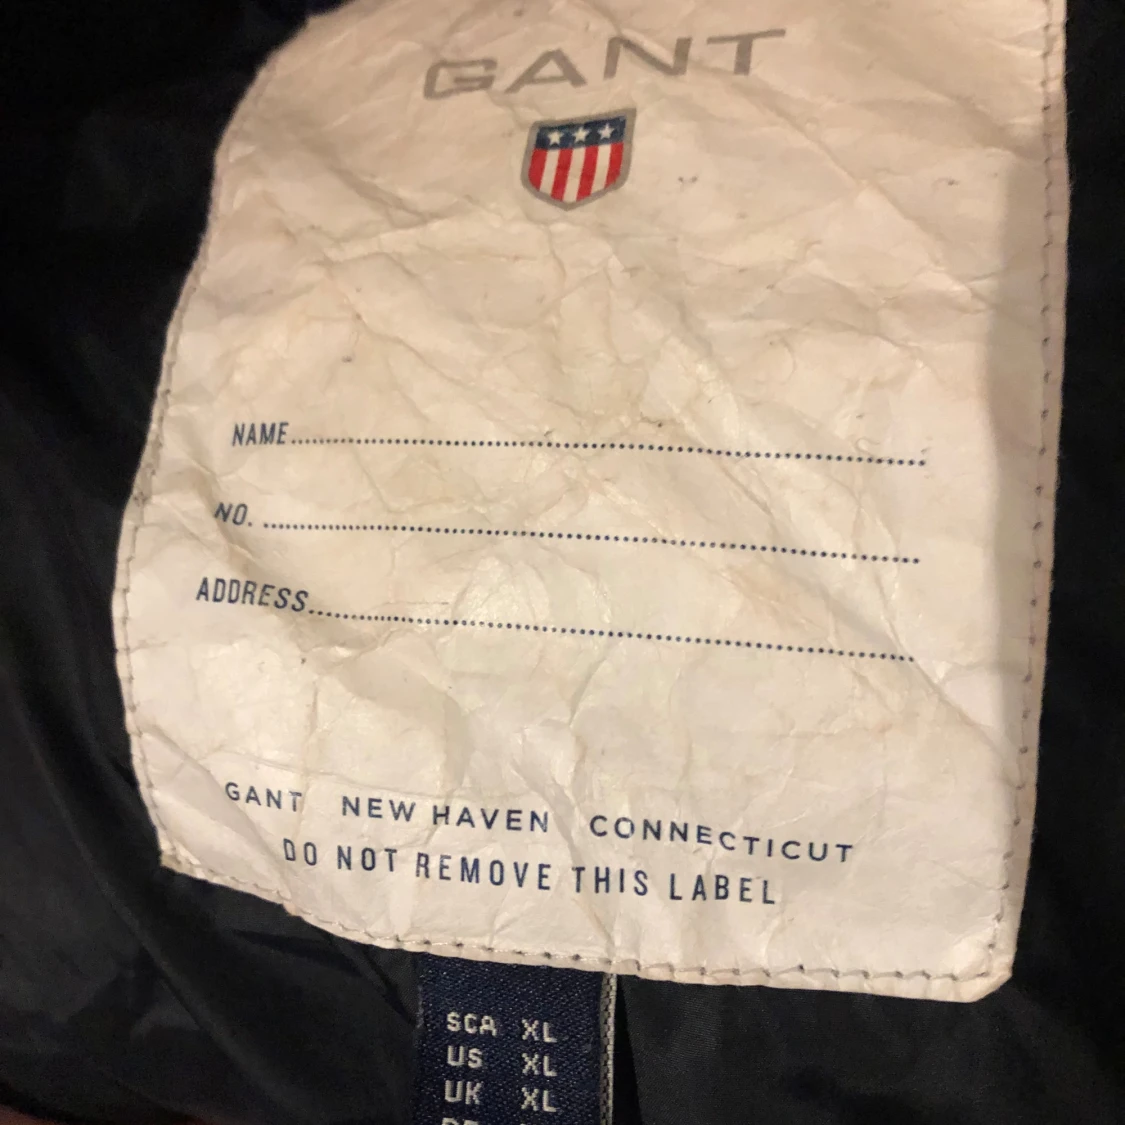 GANT
NAME
NO.
ADDRESS
GANT NEW HAVEN CONNECTICUT
DO NOT REMOVE THIS LABEL
SCA XL
US XL
UK XL